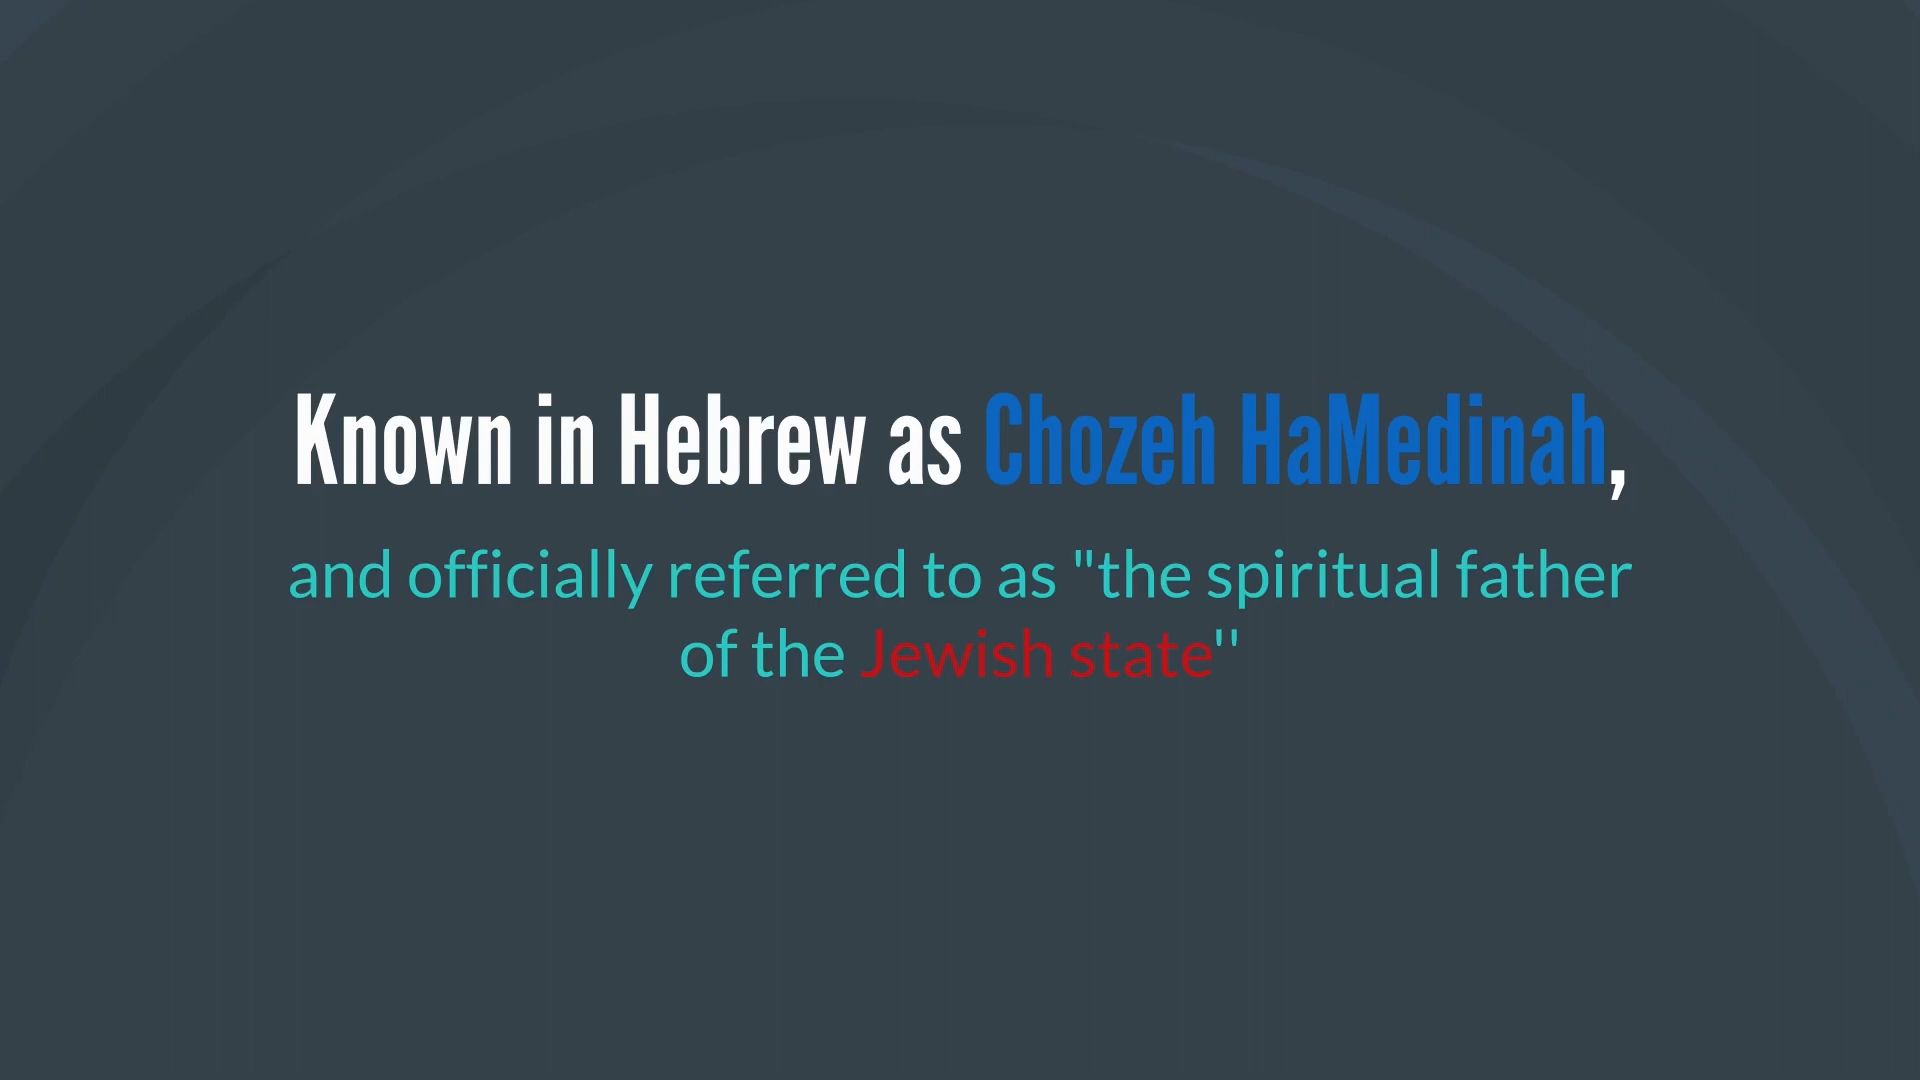 Known in Hebrew as Chozeh HaMedinah,
and officially referred to as "the spiritual father
of the Jewish state"